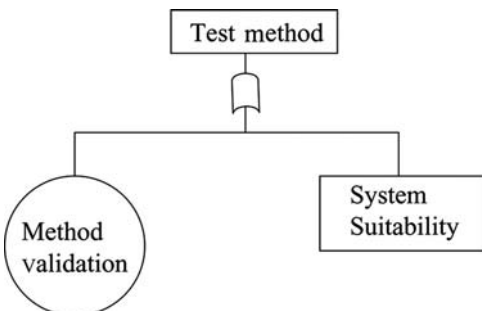 Test method
Method
validation
System
Suitability